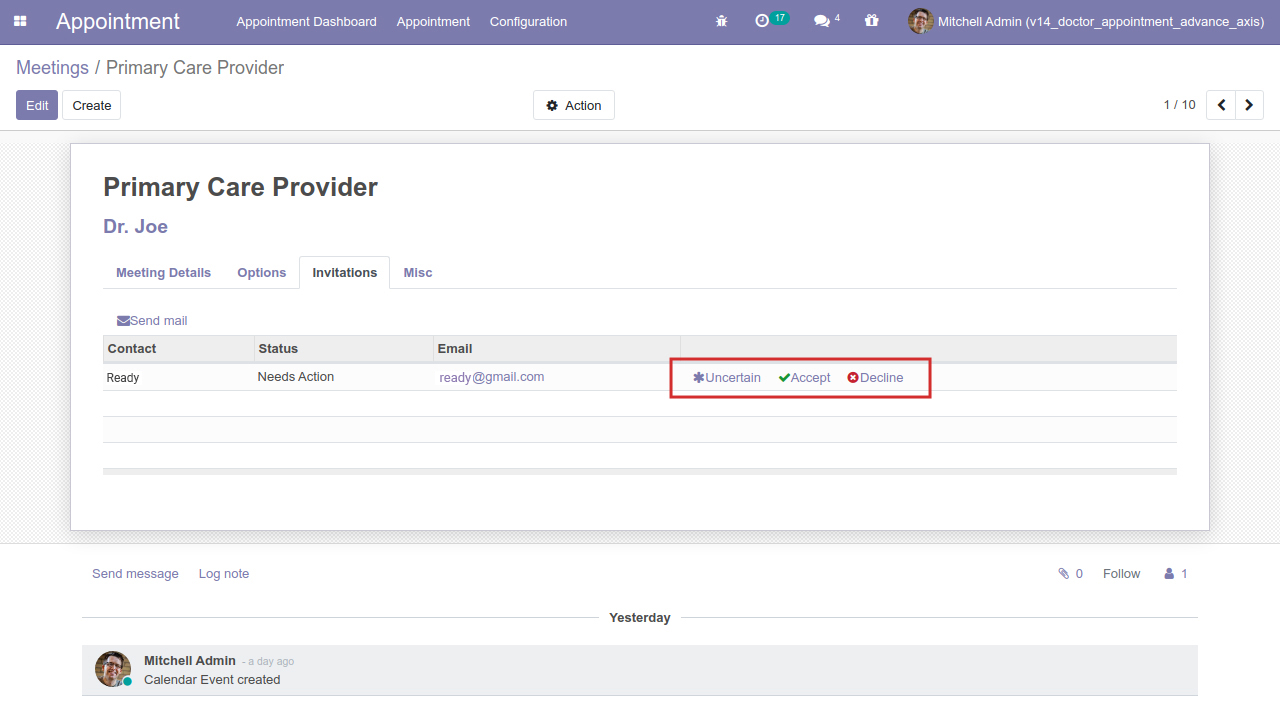 Appointment Appointment Dashboard Appointment Configuration 17 4 Mitchell Admin (v14_doctor_appointment_advance_axis)
Meetings / Primary Care Provider
Edit Create Action 1 / 10
Primary Care Provider
Dr. Joe
Meeting Details Options Invitations Misc
Send mail
Contact Status Email
Ready Needs Action ready@gmail.com Uncertain Accept Decline
Send message Log note 0 Follow 1
Yesterday
Mitchell Admin - a day ago
Calendar Event created